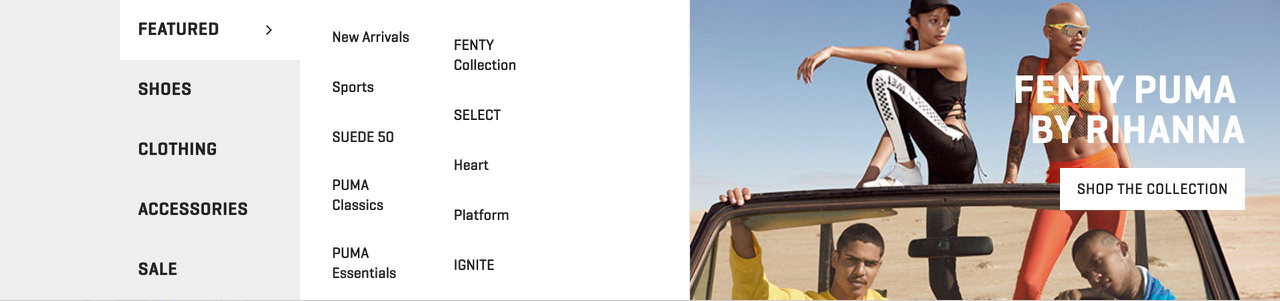 FEATURED
SHOES
CLOTHING
ACCESSORIES
SALE
New Arrivals
Sports
SUEDE 50
PUMA
Classics
PUMA
Essentials
FENTY
Collection
SELECT
Heart
Platform
IGNITE
FENTY PUMA
BY RIHANNA
SHOP THE COLLECTION